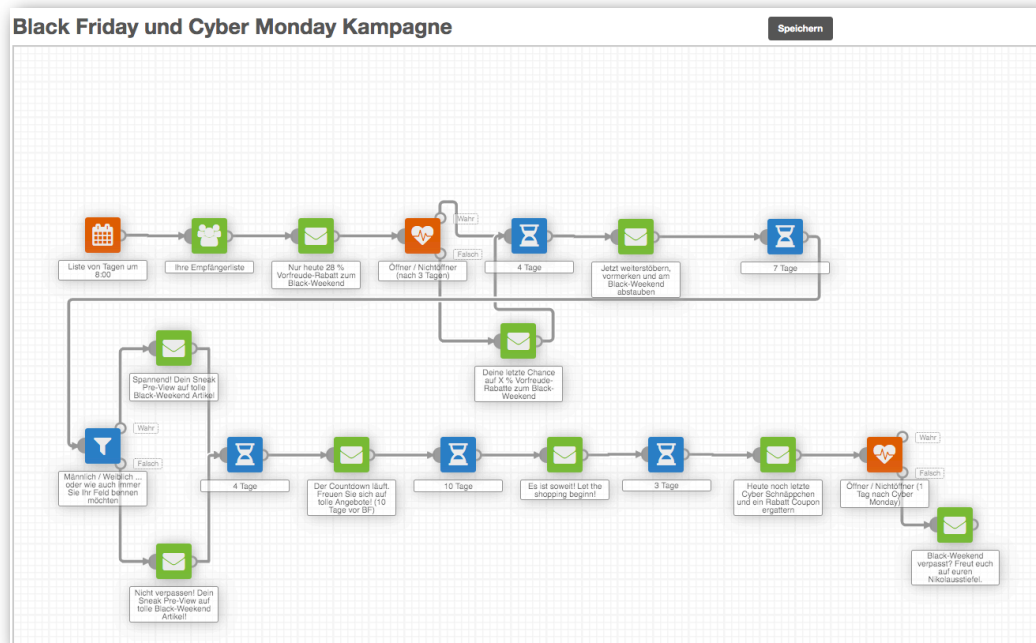 Black Friday und Cyber Monday Kampagne
Speichern
Wahr
Falsch
Liste von Tagen um
8:00
Ihre Empfängerliste
Nur heute 28 %
Vorfreude-Rabatt zum
Black-Weekend
Öffner / Nichtöffner
(nach 3 Tagen)
4 Tage
Jetzt weiterstöbern,
vormerken und am
Black-Weekend
abstauben
7 Tage
Deine letzte Chance
auf X % Vorfreude-
Rabatte zum Black-
Weekend
Spannend! Dein Sneak
Pre-View auf tolle
Black-Weekend Artikel
Wahr
Falsch
Männlich / Weiblich ...
oder wie auch immer
Sie Ihr Feld bennen
möchten
4 Tage
Der Countdown läuft.
Freuen Sie sich auf
tolle Angebote! (10
Tage vor BF)
10 Tage
Es ist soweit! Let the
shopping beginn!
3 Tage
Heute noch letzte
Cyber Schnäppchen
und ein Rabatt Coupon
ergattern
Wahr
Falsch
Öffner / Nichtöffner (1
Tag nach Cyber
Monday)
Black-Weekend
verpasst? Freut euch
auf euren
Nikolausstiefel.
Nicht verpassen! Dein
Sneak Pre-View auf
tolle Black-Weekend
Artikel!